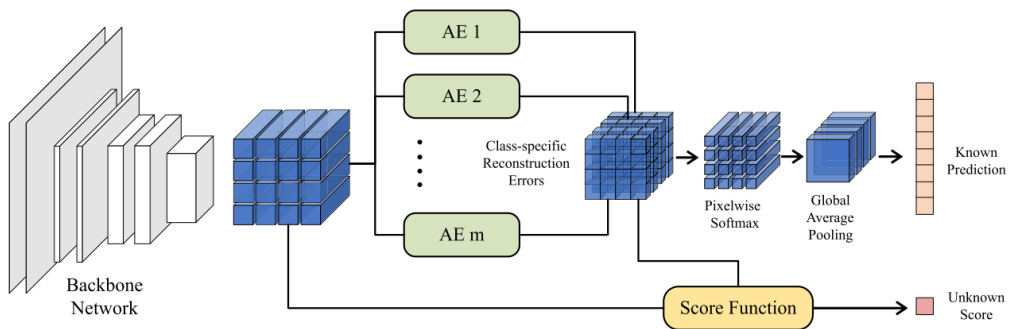 AE 1
AE 2
Class-specific
Reconstruction
Errors
AE m
Pixelwise
Softmax
Global
Average
Pooling
Known
Prediction
Backbone
Network
Score Function
Unknown
Score